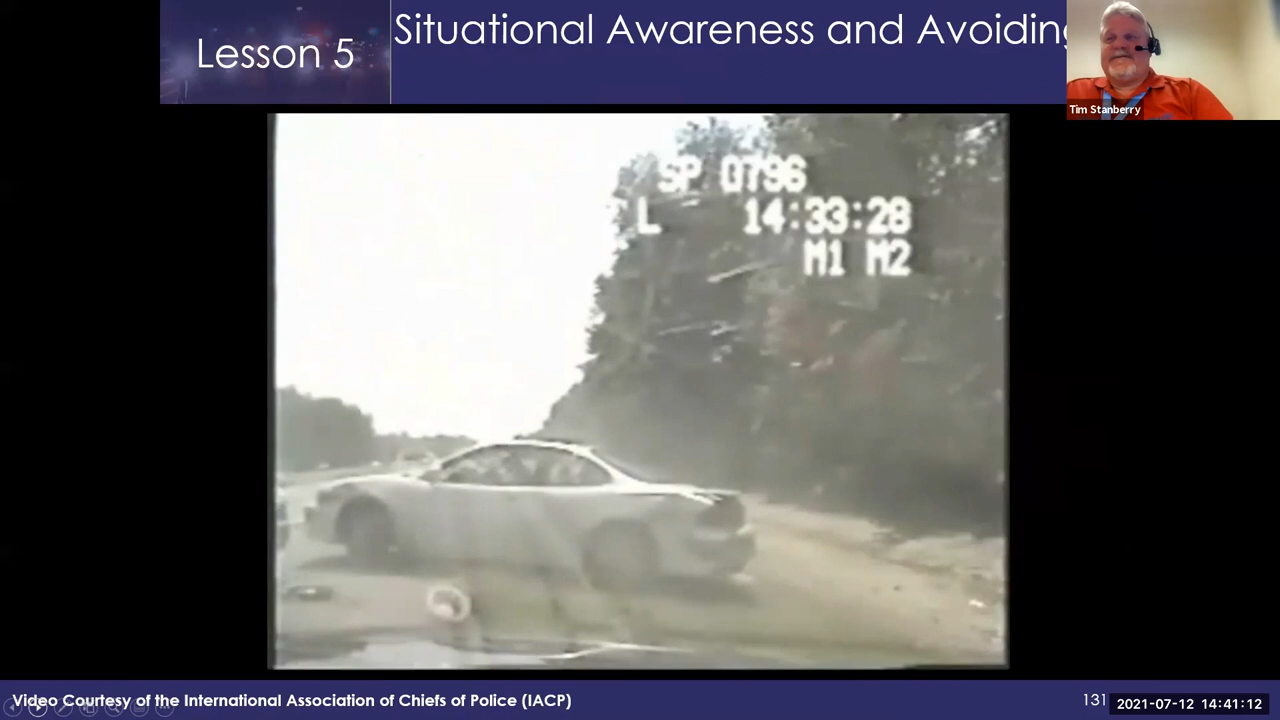 Lesson 5
Situational Awareness and Avoiding
Tim Stanberry
SP 0796
L 14:33:28
M1 M2
Video Courtesy of the International Association of Chiefs of Police (IACP)
131
2021-07-12 14:41:12